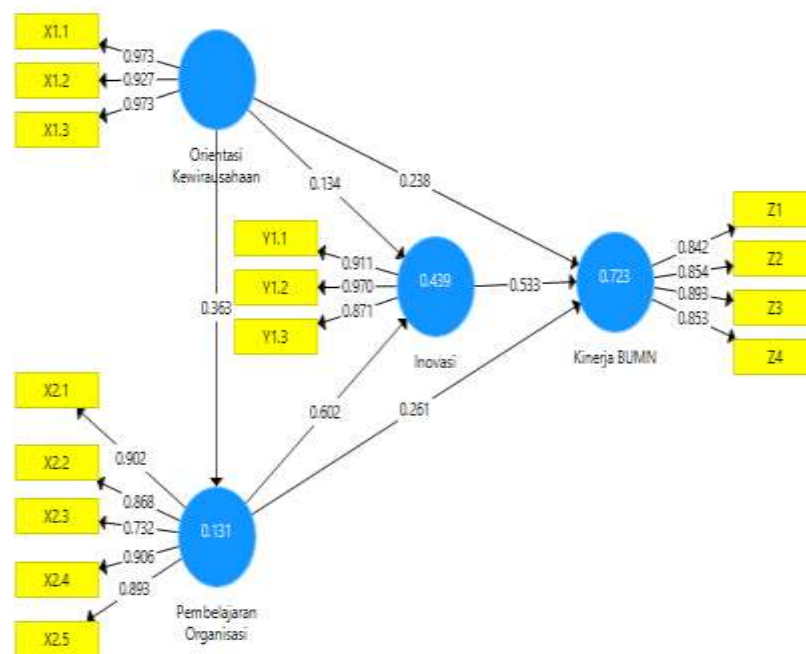 X1.1
0.973
X1.2
0.927
0.973
X1.3
Orientasi
Kewirausahaan
0.134
0.238
Z1
Y1.1
0.842
Z2
0.911
0.854
Y1.2
0.970
0.439
0.533
0.723
0.893
Z3
0.363
0.871
0.853
Y1.3
Z4
Inovasi
Kinerja BUMN
X2.1
0.602
0.261
0.902
X2.2
0.868
X2.3
0.732
0.131
0.906
X2.4
0.893
Pembelajaran
Organisasi
X2.5